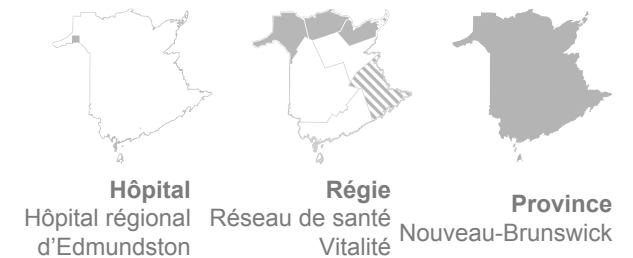 Hôpital
Hôpital régional
d'Edmundston
Régie
Réseau de santé
Vitalité
Province
Nouveau-Brunswick